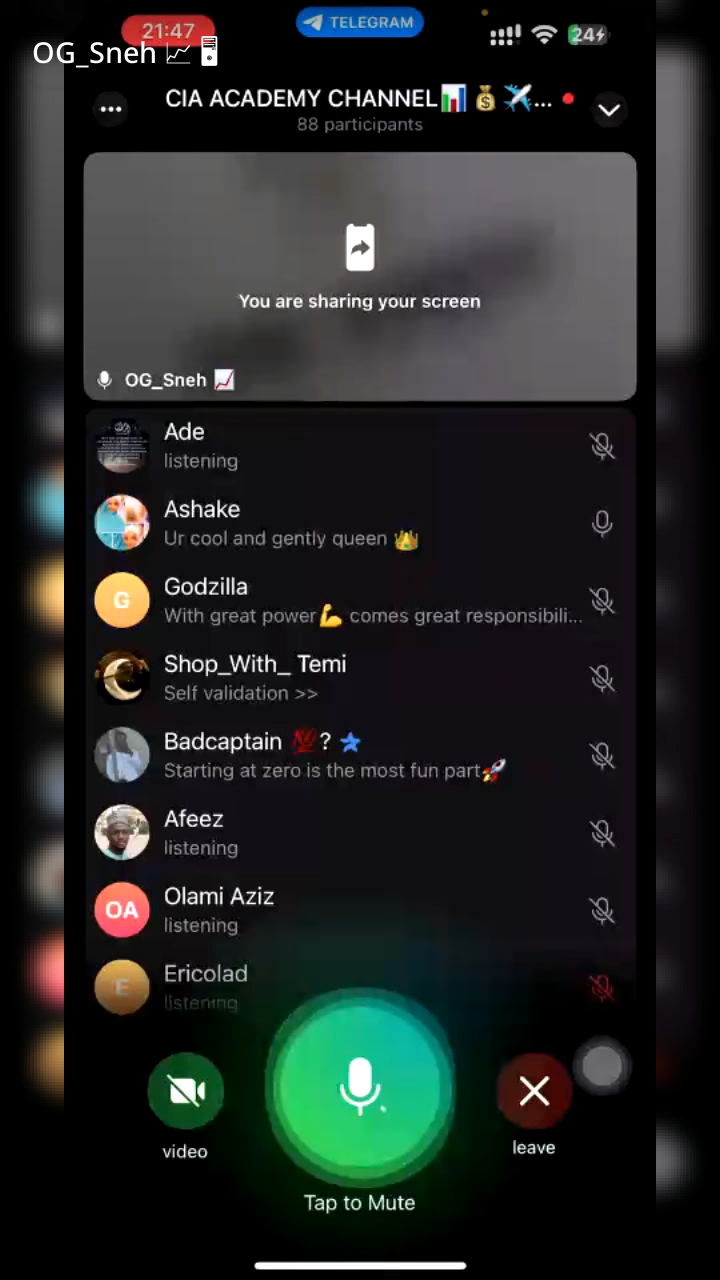 21:47
TELEGRAM
24
OG_Sneh 📈 🖥
CIA ACADEMY CHANNEL📊 💰 ✈️...
88 participants
You are sharing your screen
OG_Sneh 📈
Ade
listening
Ashake
Ur cool and gently queen 👑
Godzilla
With great power💪 comes great responsibili...
Shop_With_ Temi
Self validation >>
Badcaptain 💯?
Starting at zero is the most fun part🚀
Afeez
listening
OA
Olami Aziz
listening
G
E
Ericolad
listening
video
leave
Tap to Mute